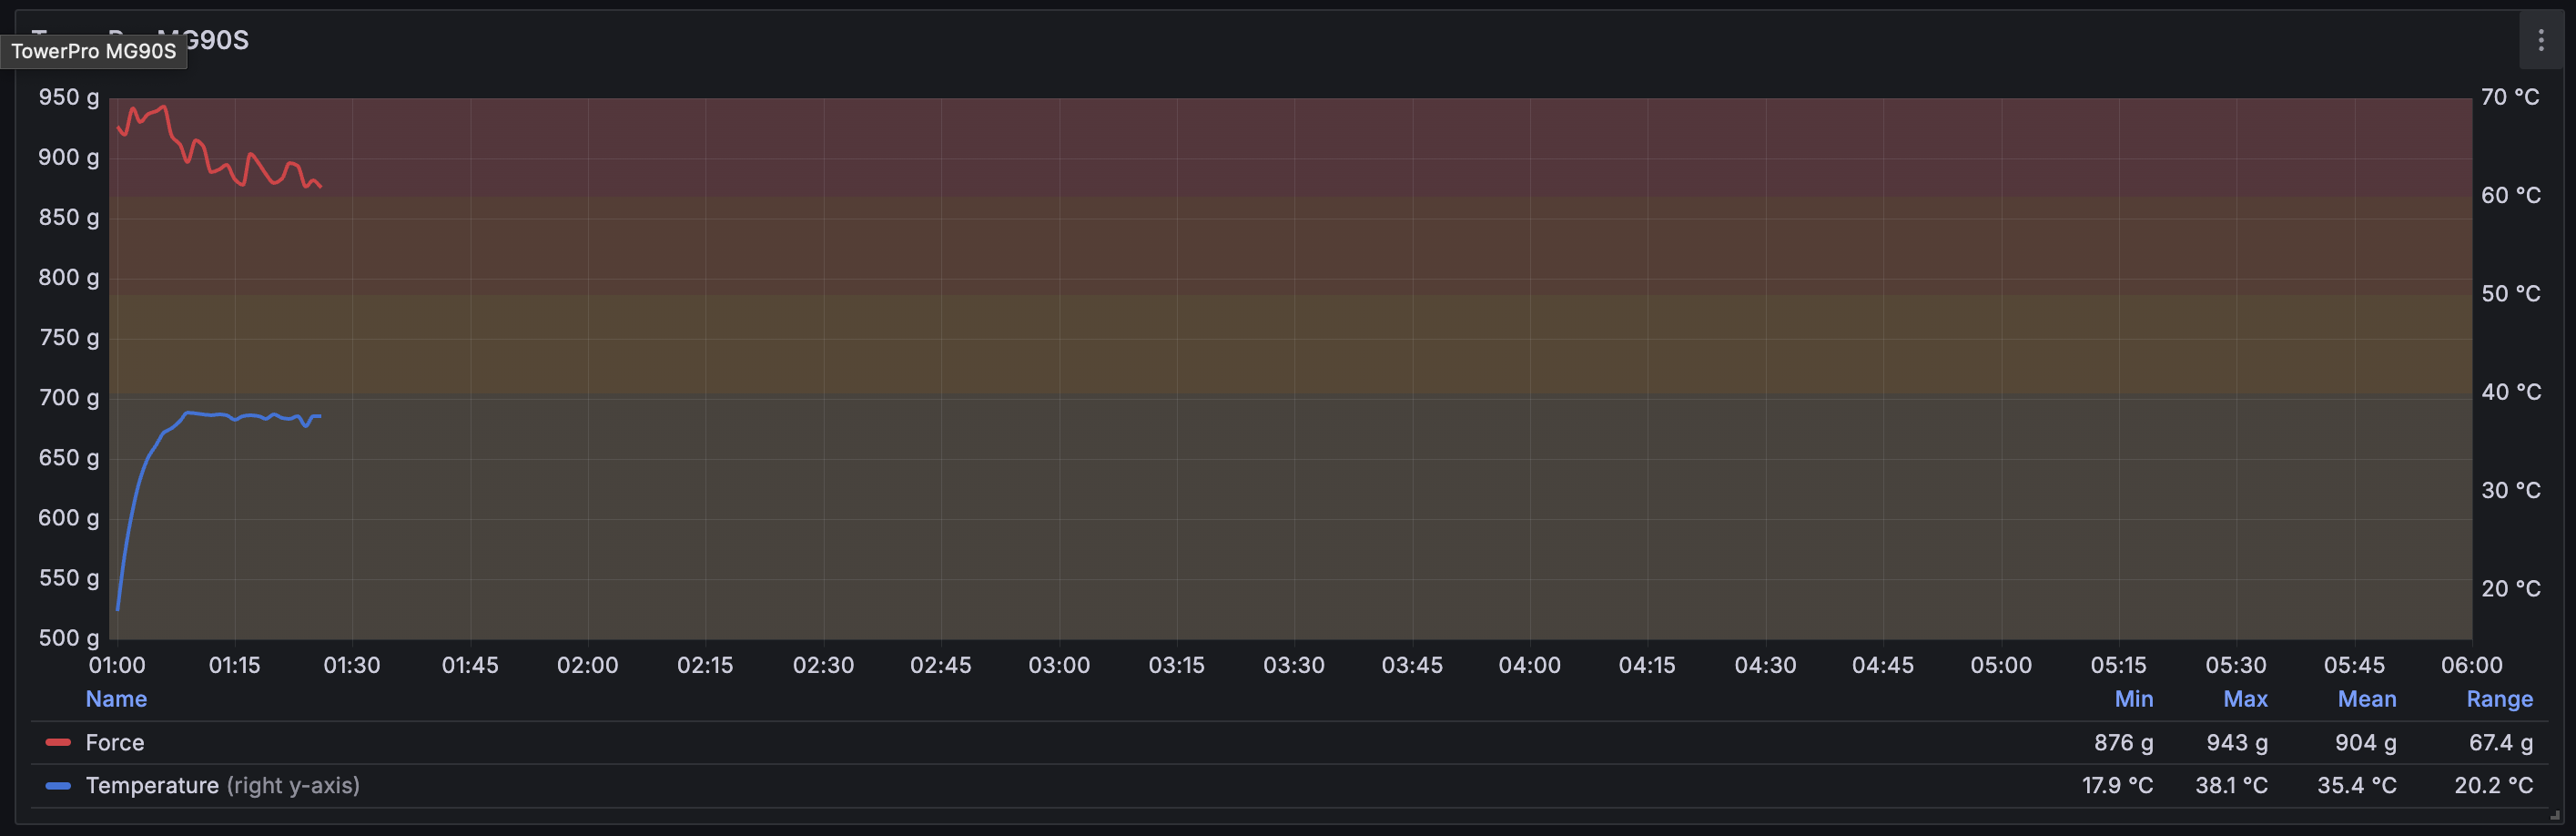 TowerPro MG90S
TowerPro MG90S
950 g
900 g
850 g
800 g
750 g
700 g
650 g
600 g
550 g
500 g
70 °C
60 °C
50 °C
40 °C
30 °C
20 °C
01:00 01:15 01:30 01:45 02:00 02:15 02:30 02:45 03:00 03:15 03:30 03:45 04:00 04:15 04:30 04:45 05:00 05:15 05:30 05:45 06:00
Name Min Max Mean Range
Force 876 g 943 g 904 g 67.4 g
Temperature (right y-axis) 17.9 °C 38.1 °C 35.4 °C 20.2 °C